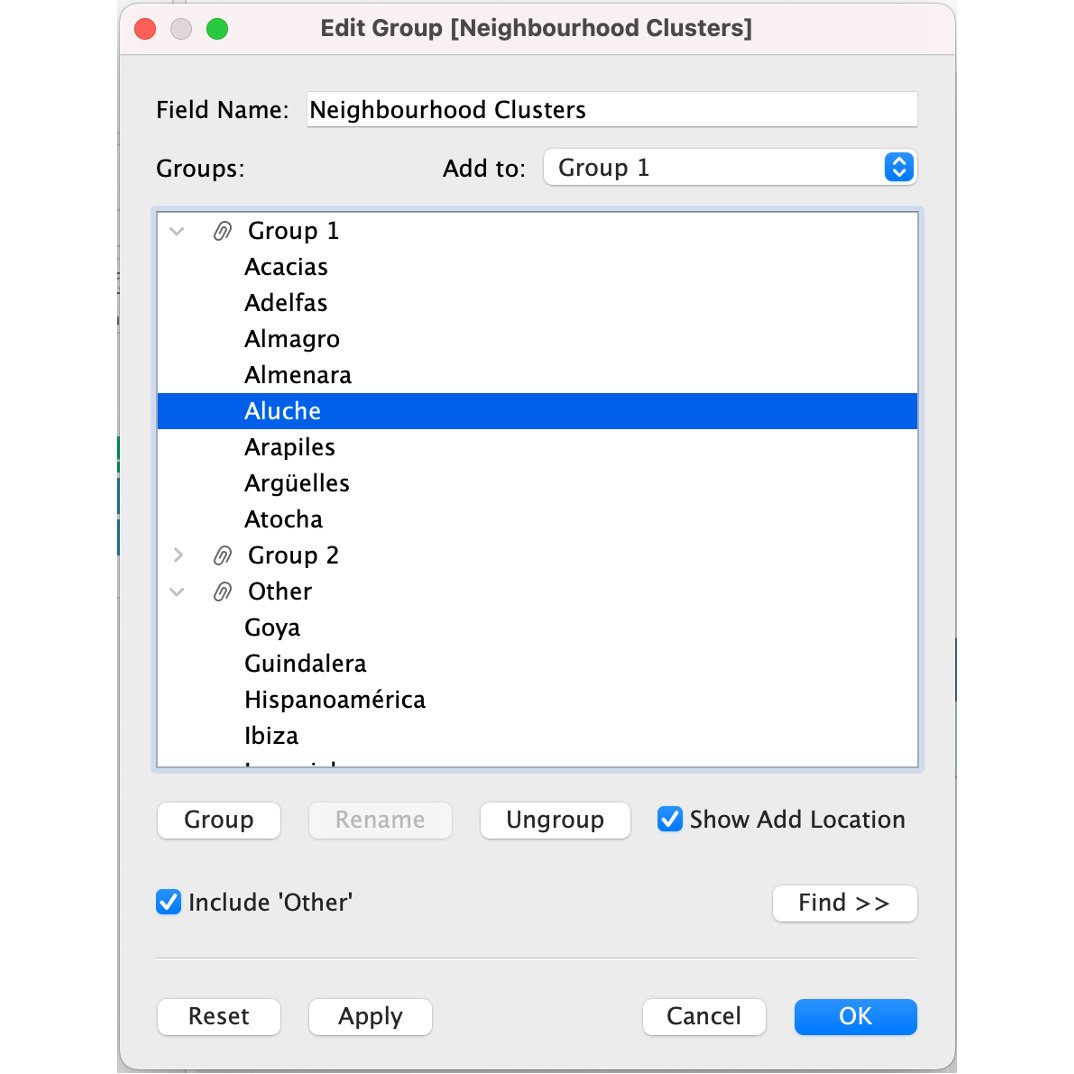 Edit Group [Neighbourhood Clusters]
Field Name: Neighbourhood Clusters
Groups: Add to: Group 1
Group 1
Acacias
Adelfas
Almagro
Almenara
Aluche
Arapiles
Argüelles
Atocha
Group 2
Other
Goya
Guindalera
Hispanoamérica
Ibiza
Group Rename Ungroup Show Add Location
Include 'Other' Find >>
Reset Apply Cancel OK